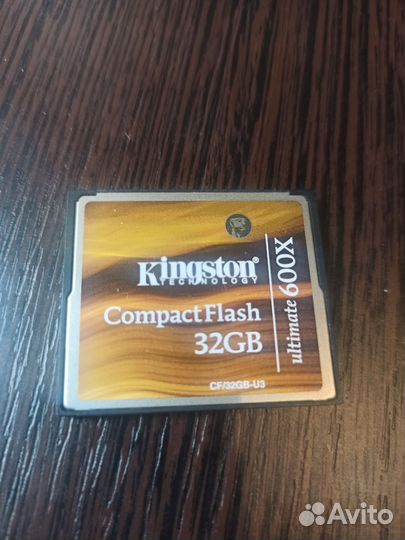 Kingston®
TECHNOLOGY
CompactFlash
32GB
ultimate 600X
CF/32GB-U3
Avito